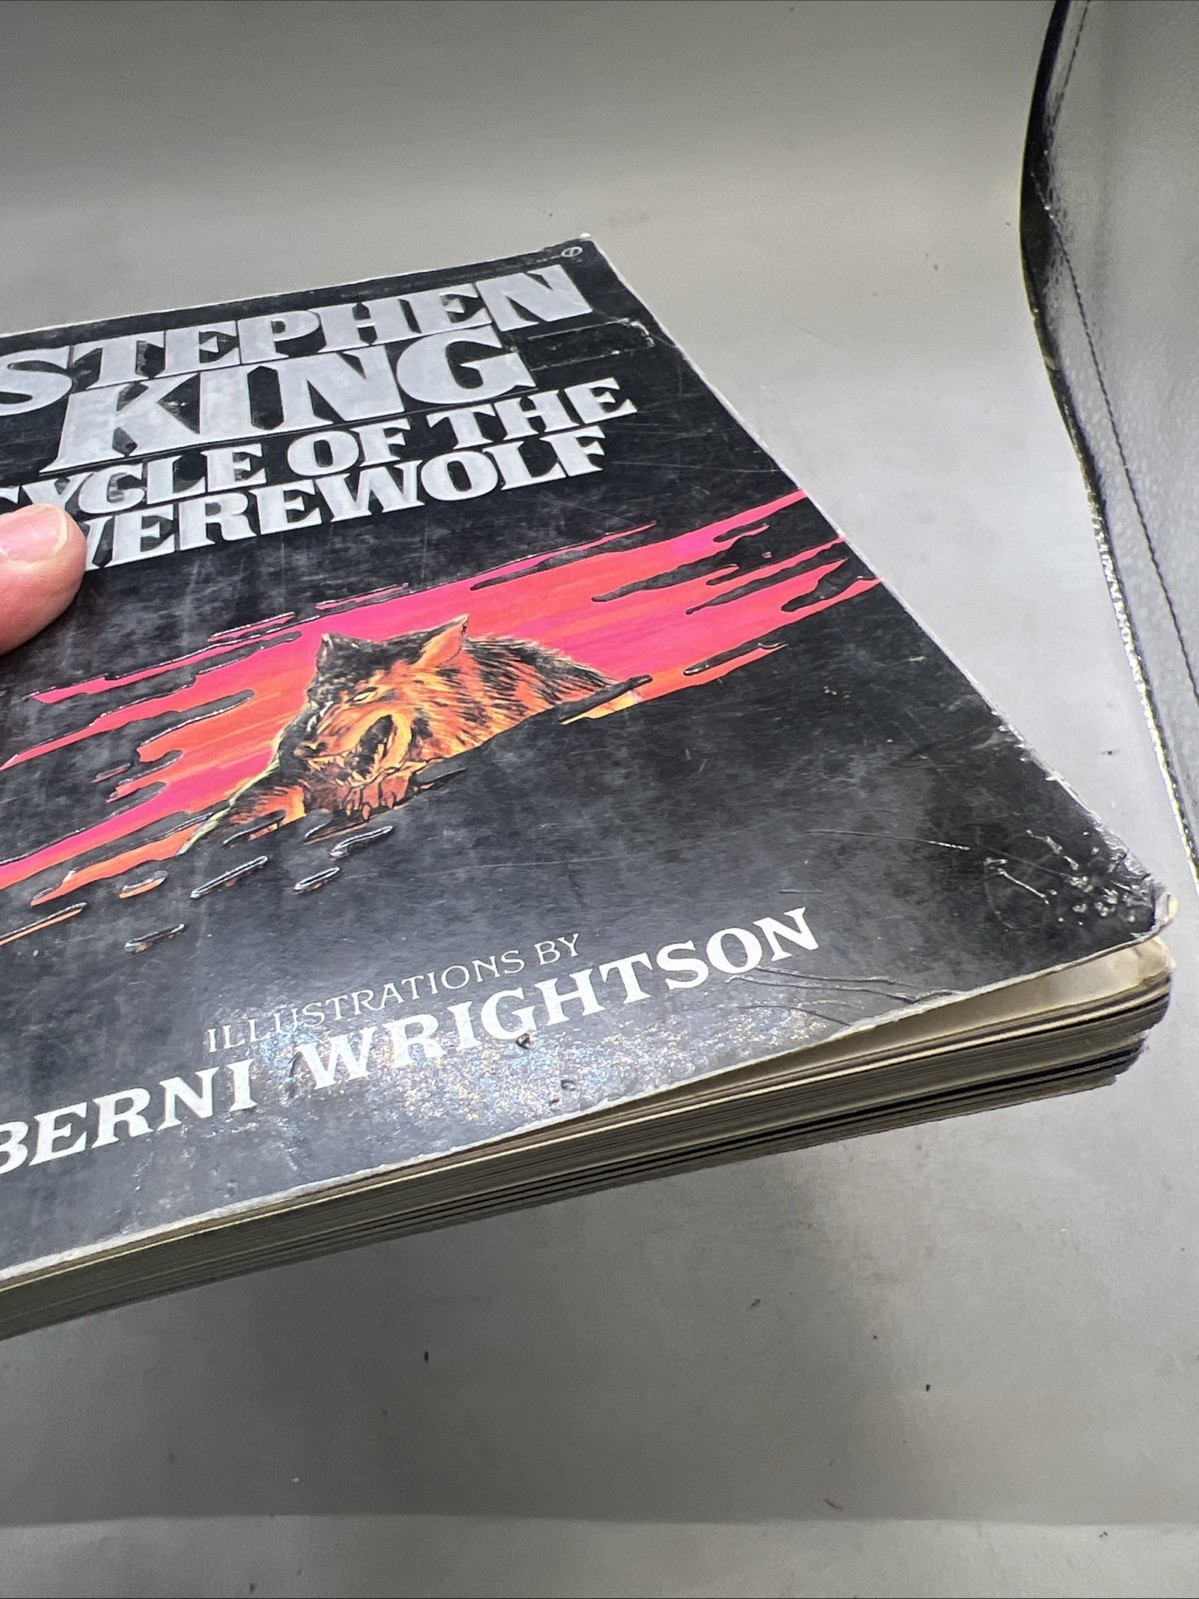 STEPHEN
KING
CYCLE OF THE
WEREWOLF
ILLUSTRATIONS BY
BERNI WRIGHTSON